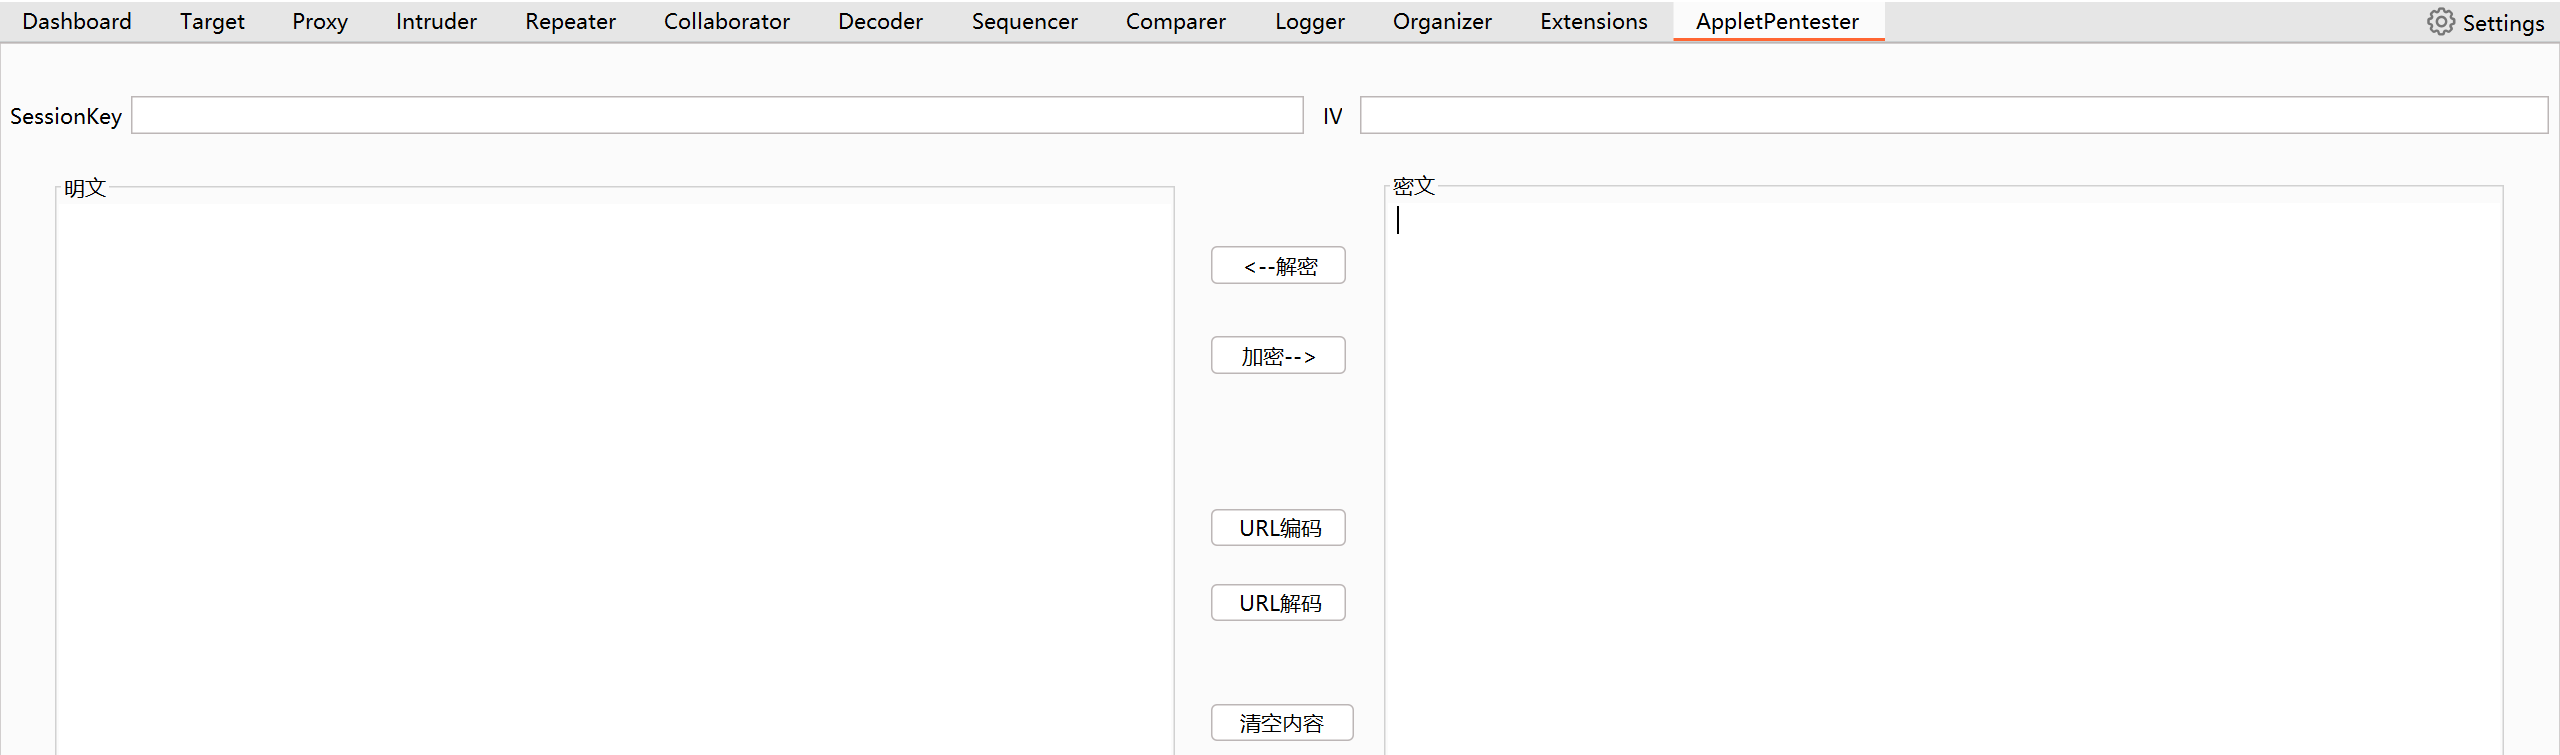 Dashboard Target Proxy Intruder Repeater Collaborator Decoder Sequencer Comparer Logger Organizer Extensions AppletPentester Settings
SessionKey IV
明文 密文
<--解密
加密-->
URL编码
URL解码
清空内容